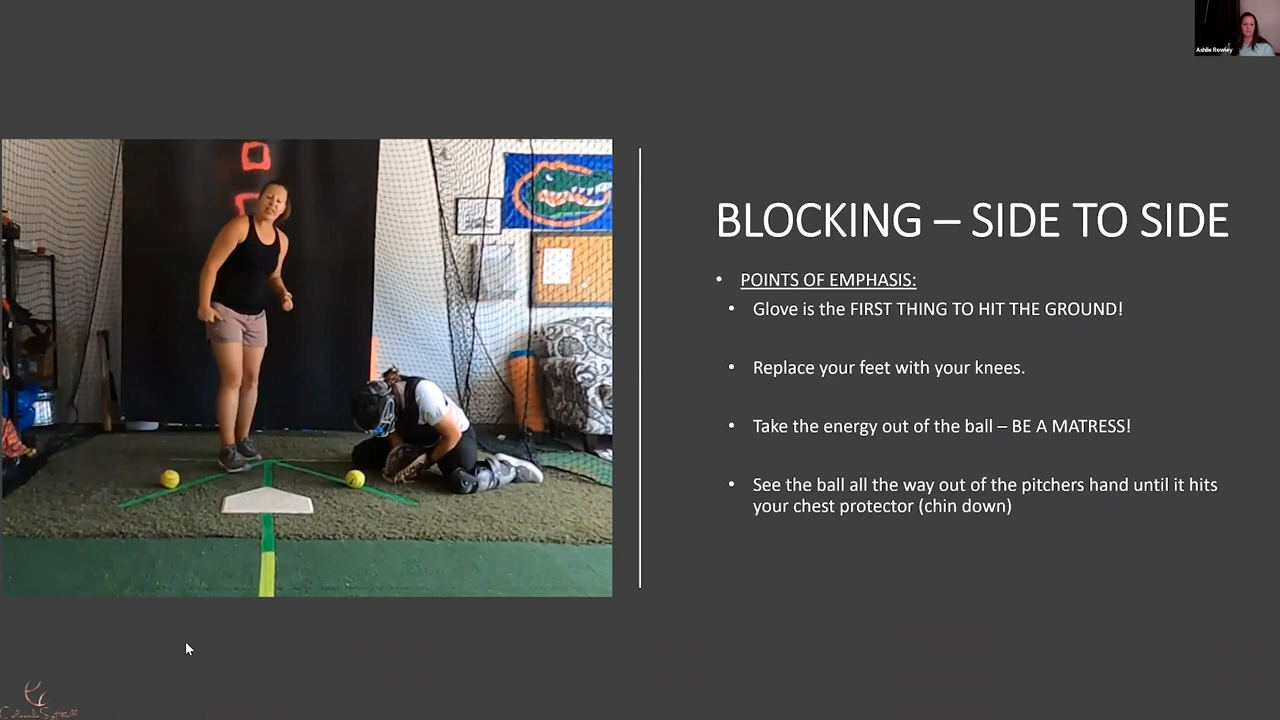 Ashlie Rowley
BLOCKING – SIDE TO SIDE
• POINTS OF EMPHASIS:
• Glove is the FIRST THING TO HIT THE GROUND!
• Replace your feet with your knees.
• Take the energy out of the ball – BE A MATRESS!
• See the ball all the way out of the pitchers hand until it hits
your chest protector (chin down)